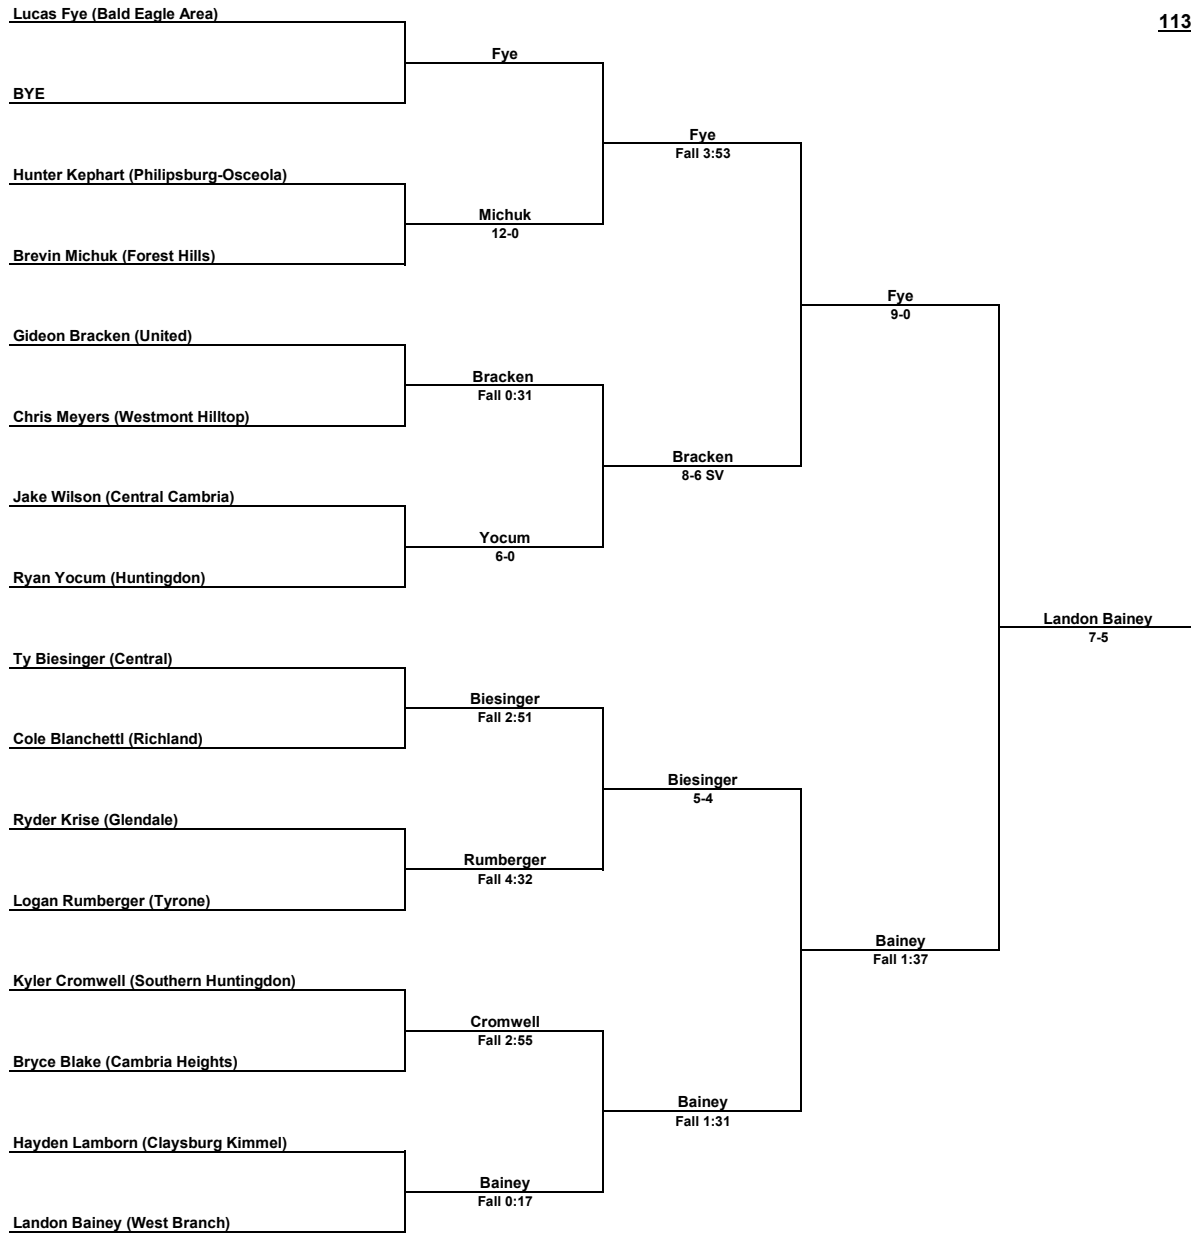 Lucas Fye (Bald Eagle Area)
113
Fye
BYE
Fye
Fall 3:53
Hunter Kephart (Philipsburg-Osceola)
Michuk
12-0
Brevin Michuk (Forest Hills)
Fye
9-0
Gideon Bracken (United)
Bracken
Fall 0:31
Chris Meyers (Westmont Hilltop)
Bracken
8-6 SV
Jake Wilson (Central Cambria)
Yocum
6-0
Ryan Yocum (Huntingdon)
Landon Bainey
7-5
Ty Biesinger (Central)
Biesinger
Fall 2:51
Cole Blanchettl (Richland)
Biesinger
5-4
Ryder Krise (Glendale)
Rumberger
Fall 4:32
Logan Rumberger (Tyrone)
Bainey
Fall 1:37
Kyler Cromwell (Southern Huntingdon)
Cromwell
Fall 2:55
Bryce Blake (Cambria Heights)
Bainey
Fall 1:31
Hayden Lamborn (Claysburg Kimmel)
Bainey
Fall 0:17
Landon Bainey (West Branch)